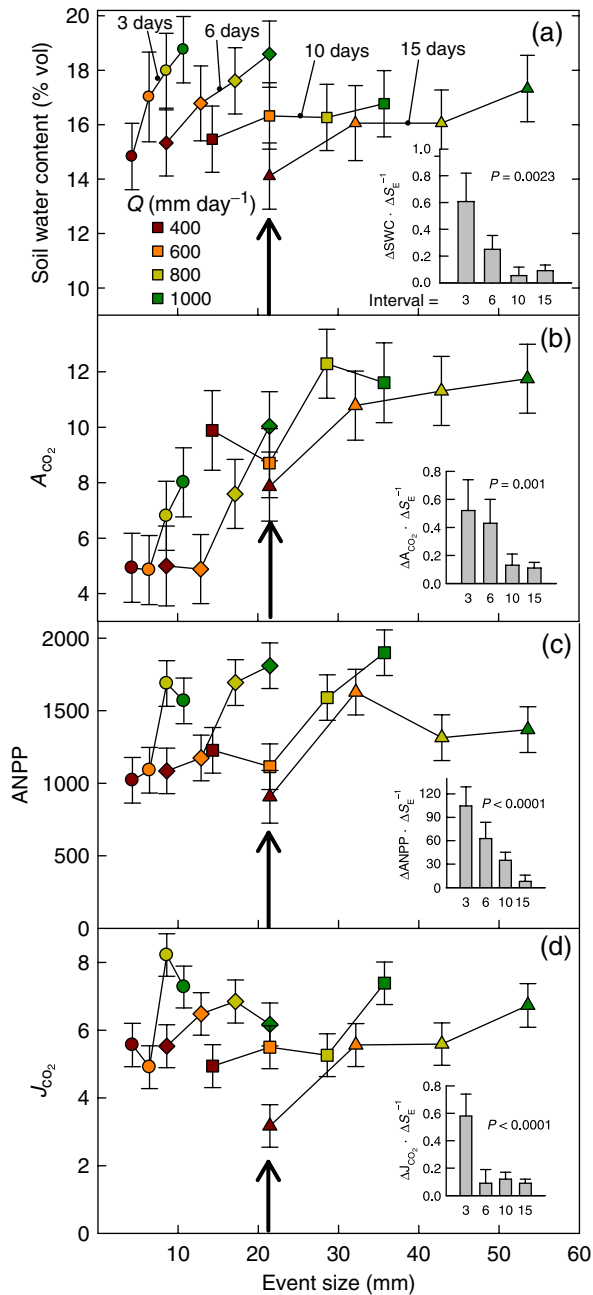 20
18
16
14
12
10
Soil water content (% vol)
3 days
6 days
10 days
15 days
(a)
Q (mm day⁻¹)
400
600
800
1000
1.0
0.8
0.6
0.4
0.2
0.0
ΔSWC · ΔS_E⁻¹
P = 0.0023
Interval =
3 6 10 15
(b)
12
10
8
6
4
A_CO₂
0.8
0.6
0.4
0.2
0.0
ΔA_CO₂ · ΔS_E⁻¹
P = 0.001
3 6 10 15
(c)
2000
1500
1000
500
0
ANPP
120
90
60
30
0
ΔANPP · ΔS_E⁻¹
P < 0.0001
3 6 10 15
(d)
8
6
4
2
0
J_CO₂
0.8
0.6
0.4
0.2
0.0
ΔJ_CO₂ · ΔS_E⁻¹
P < 0.0001
3 6 10 15
10 20 30 40 50 60
Event size (mm)